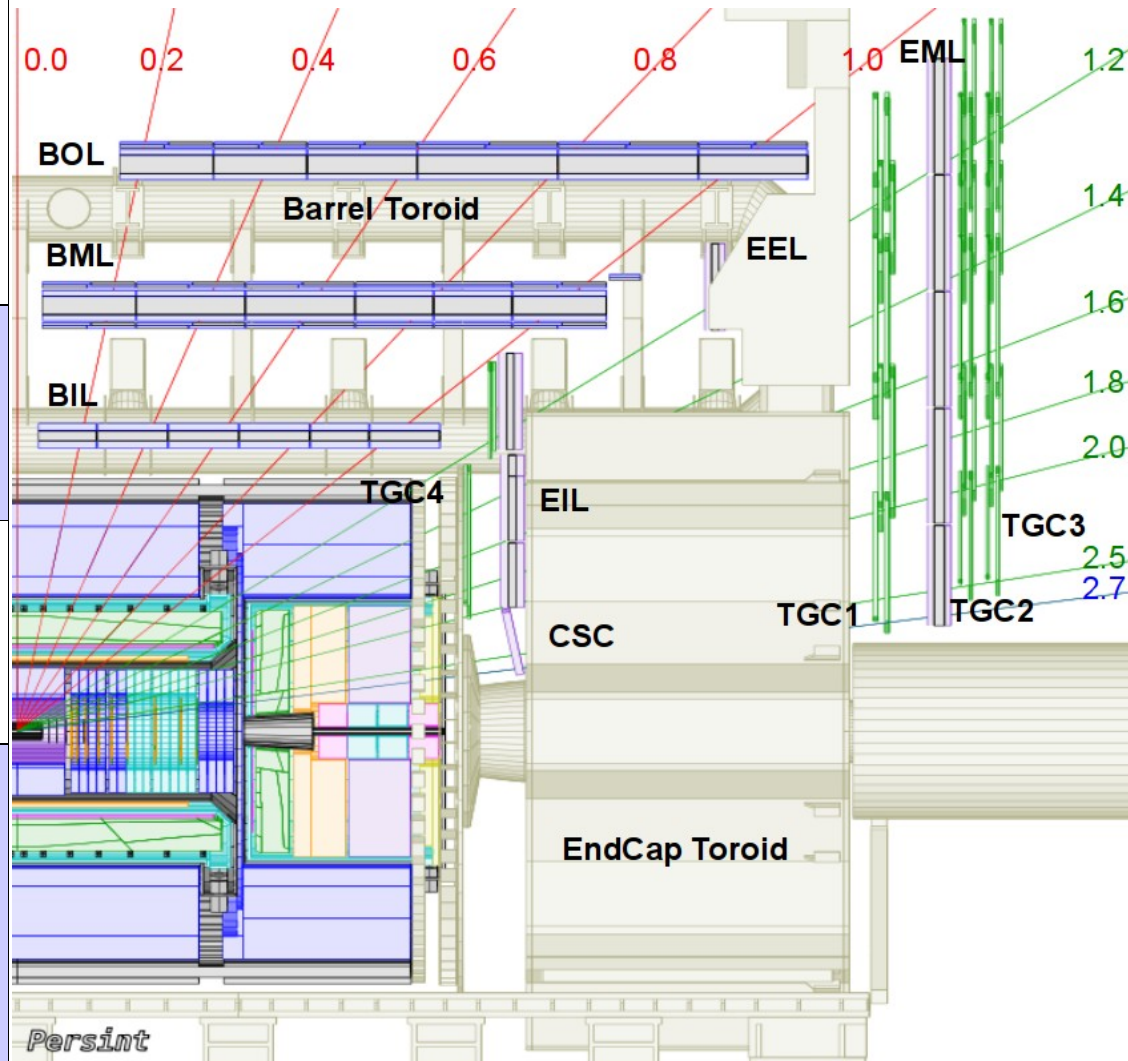 0.0 0.2 0.4 0.6 0.8 1.0 EML 1.2
BOL
Barrel Toroid
1.4
BML
EEL
1.6
1.8
BIL
2.0
TGC4
EIL
TGC3
2.5
2.7
CSC
TGC1
TGC2
EndCap Toroid
Persint